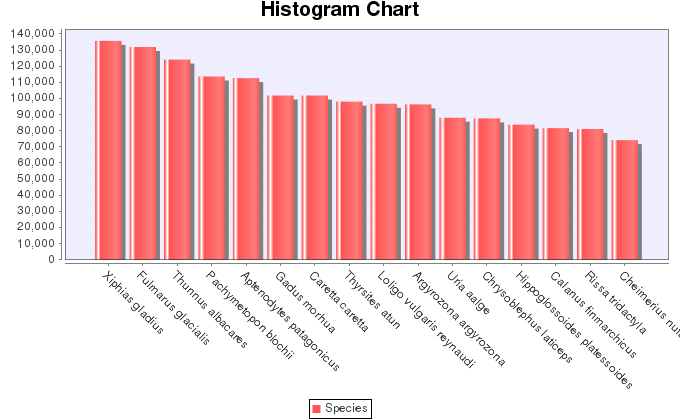 Histogram Chart
140,000
130,000
120,000
110,000
100,000
90,000
80,000
70,000
60,000
50,000
40,000
30,000
20,000
10,000
0
Xiphias gladius
Fulmarus glacialis
Thunnus albacares
Pachymetopon blochii
Aptenodytes patagonicus
Gadus morhua
Caretta caretta
Thyrsites atun
Loligo vulgaris reynaudi
Argyrozona argyrozona
Uria aalge
Chrysoblephus laticeps
Hippoglossoides platessoides
Calanus finmarchicus
Rissa tridactyla
Cheimerius nuf
Species